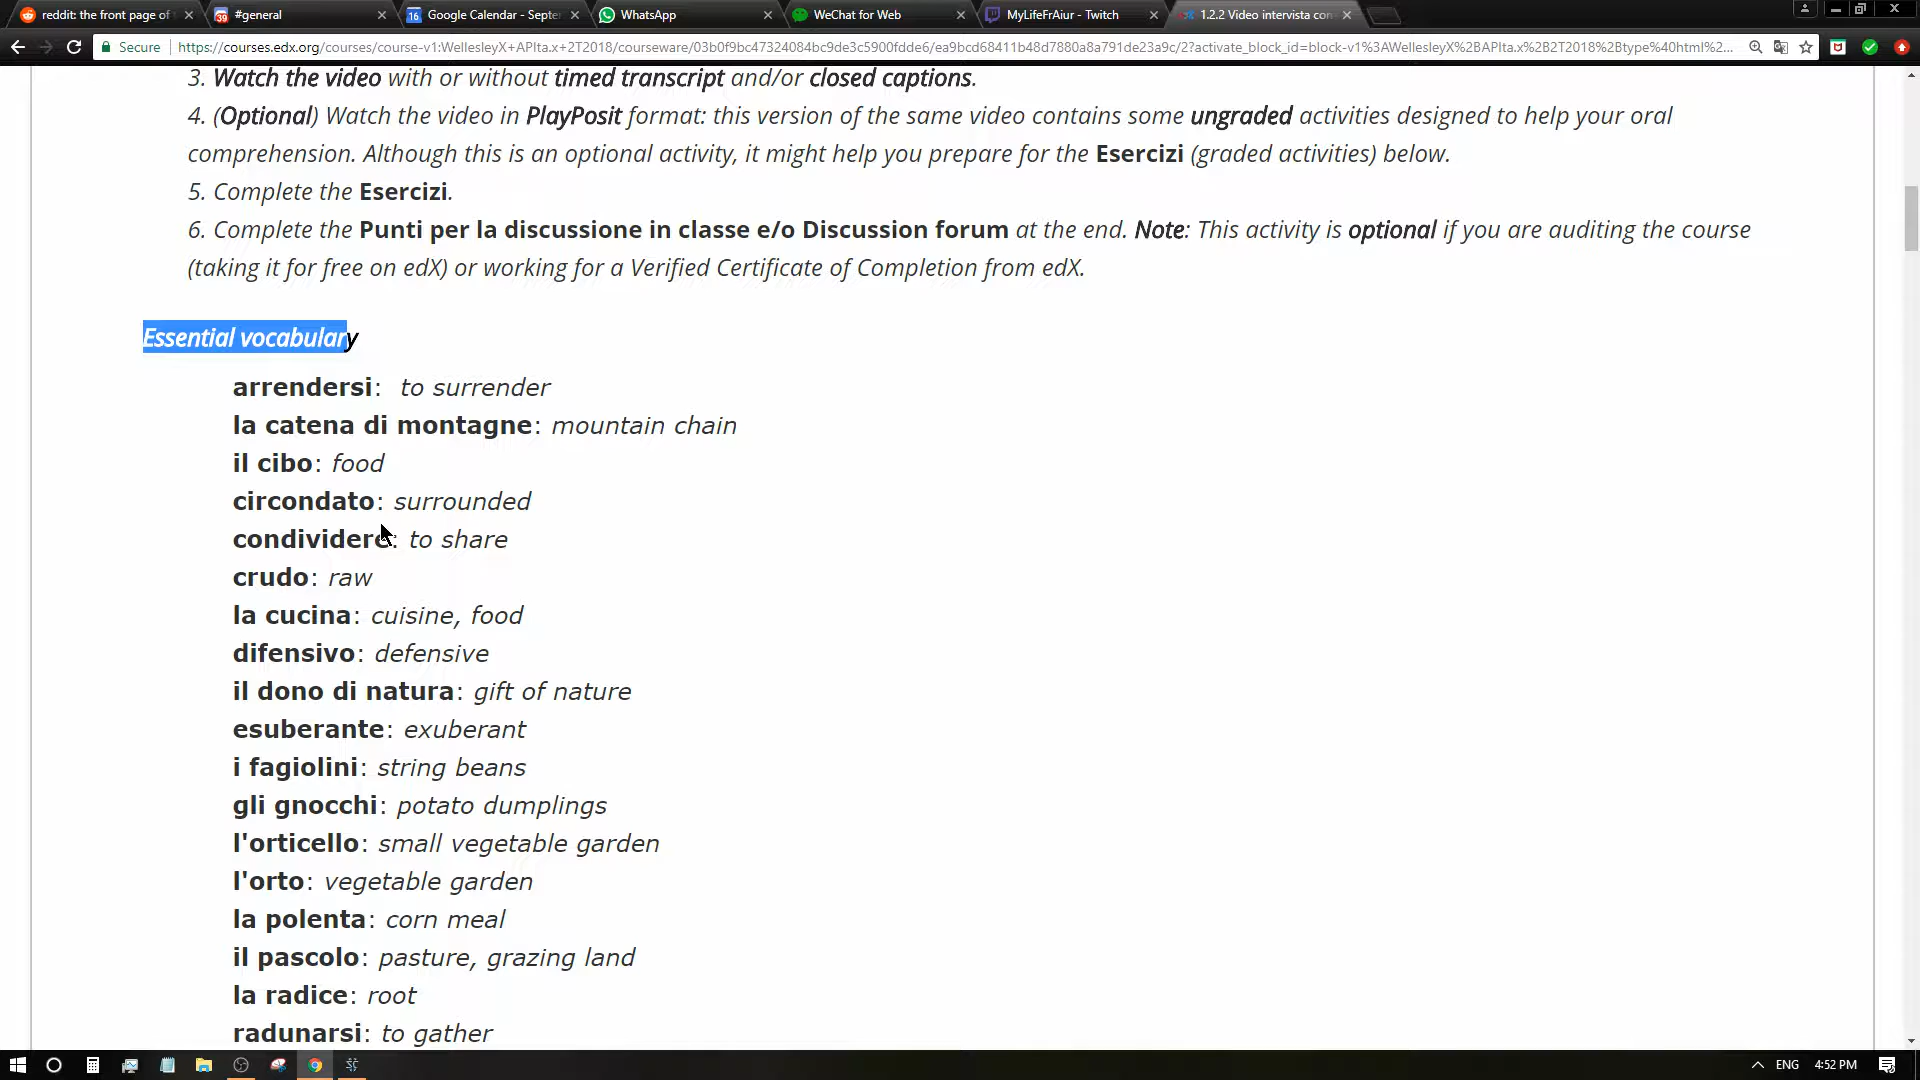 reddit: the front page of
#general
Google Calendar - Septe
WhatsApp
WeChat for Web
MyLifeFrAiur - Twitch
1.2.2 Video intervista con
Secure
https://courses.edx.org/courses/course-v1:WellesleyX+APIta.x+2T2018/courseware/03b0f9bc47324084bc9de3c5900fdde6/ea9bcd68411b48d7880a8a791de23a9c/2?activate_block_id=block-v1%3AWellesleyX%2BAPIta.x%2B2T2018%2Btype%40html%2...
3. Watch the video with or without timed transcript and/or closed captions.
4. (Optional) Watch the video in PlayPosit format: this version of the same video contains some ungraded activities designed to help your oral
comprehension. Although this is an optional activity, it might help you prepare for the Esercizi (graded activities) below.
5. Complete the Esercizi.
6. Complete the Punti per la discussione in classe e/o Discussion forum at the end. Note: This activity is optional if you are auditing the course
(taking it for free on edX) or working for a Verified Certificate of Completion from edX.
Essential vocabulary
arrendersi: to surrender
la catena di montagne: mountain chain
il cibo: food
circondato: surrounded
condividere: to share
crudo: raw
la cucina: cuisine, food
difensivo: defensive
il dono di natura: gift of nature
esuberante: exuberant
i fagiolini: string beans
gli gnocchi: potato dumplings
l'orticello: small vegetable garden
l'orto: vegetable garden
la polenta: corn meal
il pascolo: pasture, grazing land
la radice: root
radunarsi: to gather
ENG
4:52 PM